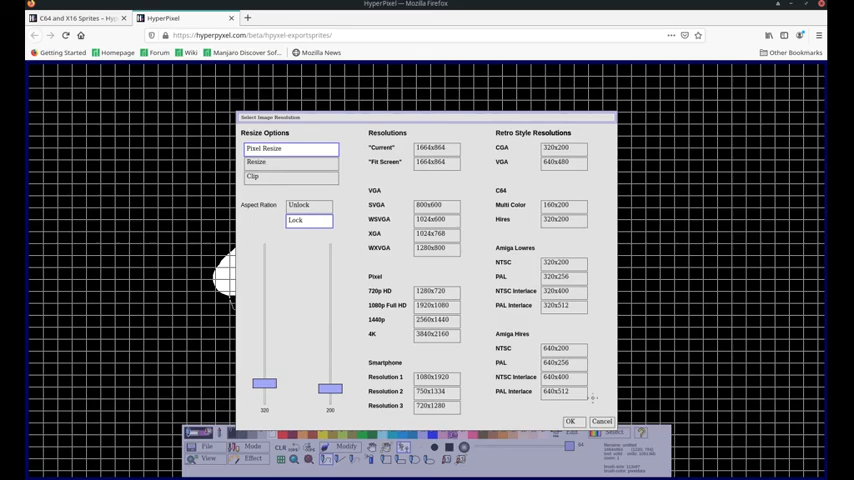 HyperPixel — Mozilla Firefox
C64 and X16 Sprites – Hyp
HyperPixel
https://hyperpyxel.com/beta/hpyxel-exportsprites/
Getting Started
Homepage
Forum
Wiki
Manjaro Discover Sof…
Mozilla News
Other Bookmarks
Select Image Resolution
Resize Options
Pixel Resize
Resize
Clip
Aspect Ration
Unlock
Lock
320
200
Resolutions
"Current" 1664x864
"Fit Screen" 1664x864
VGA
SVGA 800x600
WSVGA 1024x600
XGA 1024x768
WXVGA 1280x800
Pixel
720p HD 1280x720
1080p Full HD 1920x1080
1440p 2560x1440
4K 3840x2160
Smartphone
Resolution 1 1080x1920
Resolution 2 750x1334
Resolution 3 720x1280
Retro Style Resolutions
CGA 320x200
VGA 640x480
C64
Multi Color 160x200
Hires 320x200
Amiga Lowres
NTSC 320x200
PAL 320x256
NTSC Interlace 320x400
PAL Interlace 320x512
Amiga Hires
NTSC 640x200
PAL 640x256
NTSC Interlace 640x400
PAL Interlace 640x512
OK
Cancel
File
Mode
CLR
Modify
Edit
Select
View
Effect
64